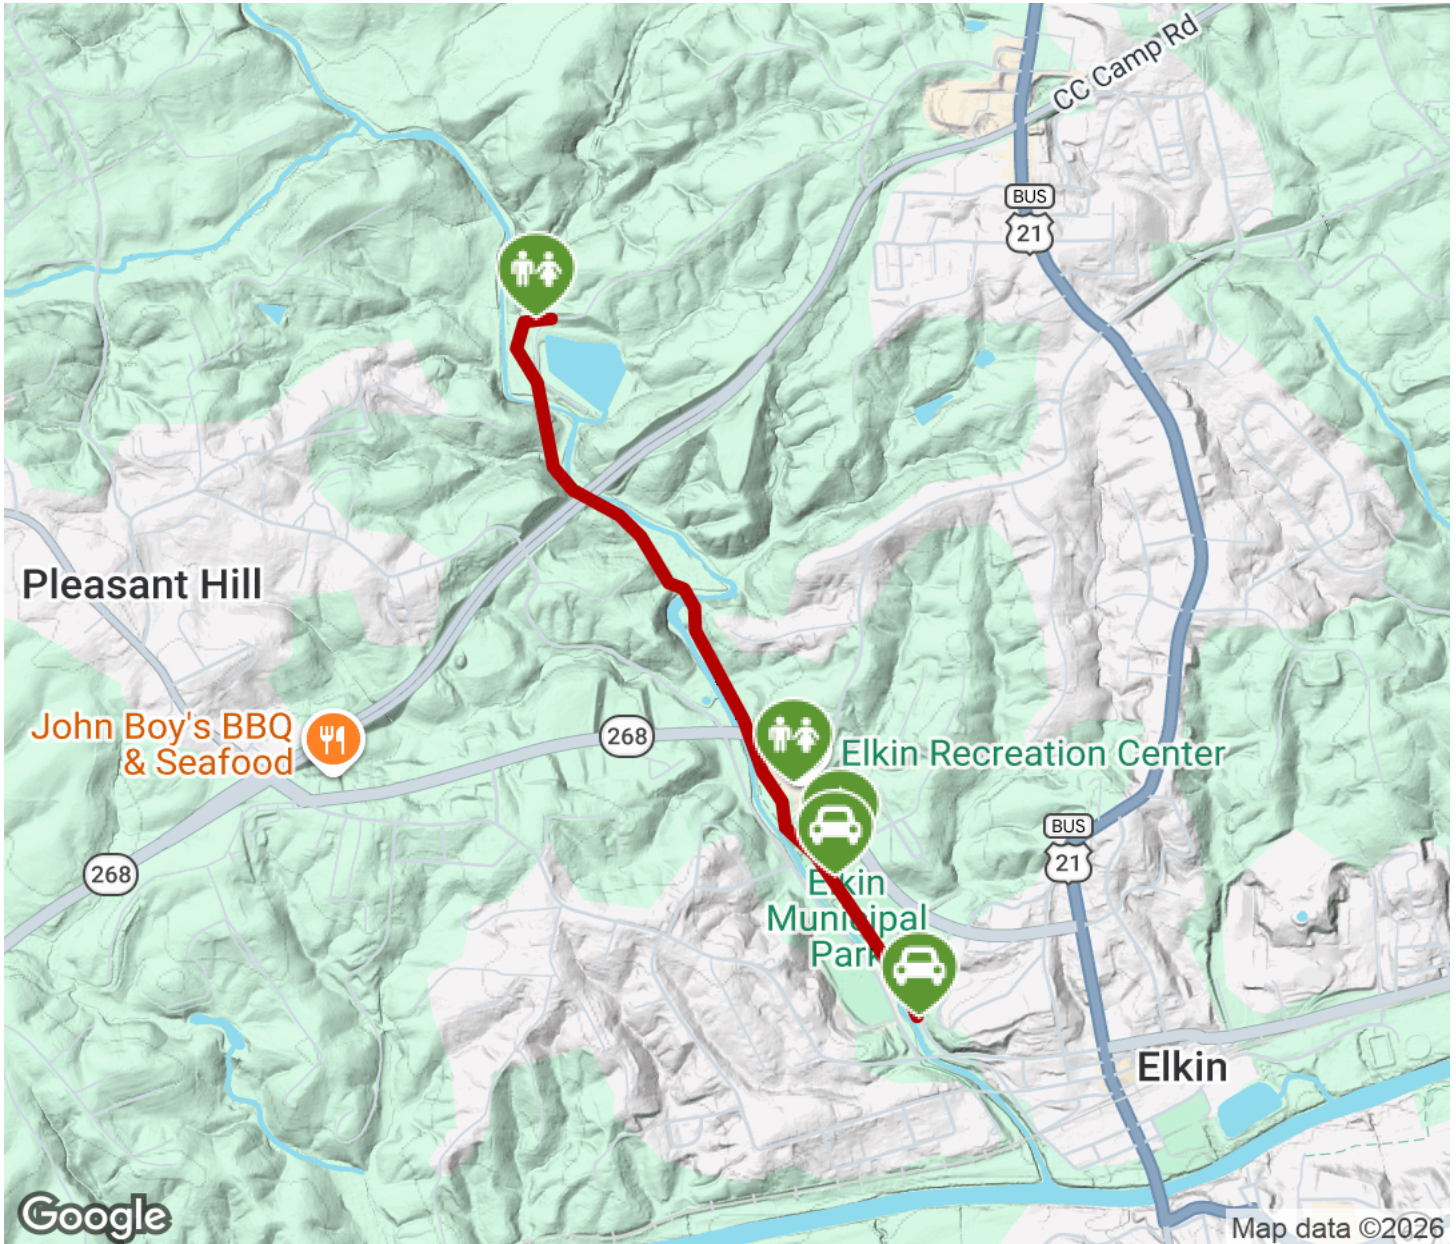 CC Camp Rd
BUS
21
Pleasant Hill
John Boy's BBQ
& Seafood
268
Elkin Recreation Center
BUS
21
268
Elkin
Municipal
Park
Elkin
Google
Map data ©2026